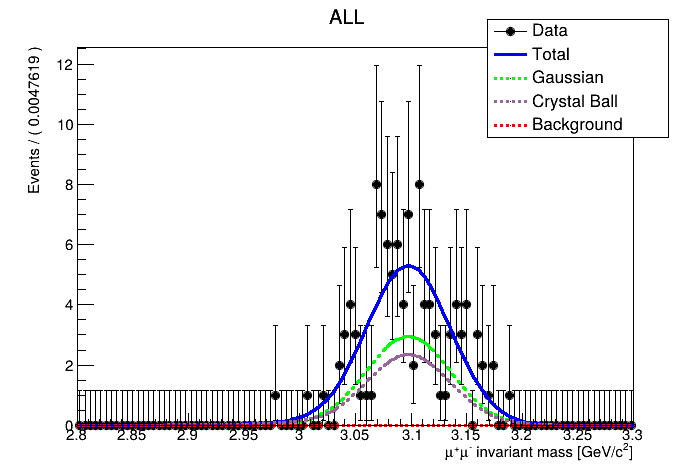 ALL
Data
Total
Gaussian
Crystal Ball
Background
Events / ( 0.0047619 )
12
10
8
6
4
2
0
2.8 2.85 2.9 2.95 3 3.05 3.1 3.15 3.2 3.25 3.3
μ⁺μ⁻ invariant mass [GeV/c²]